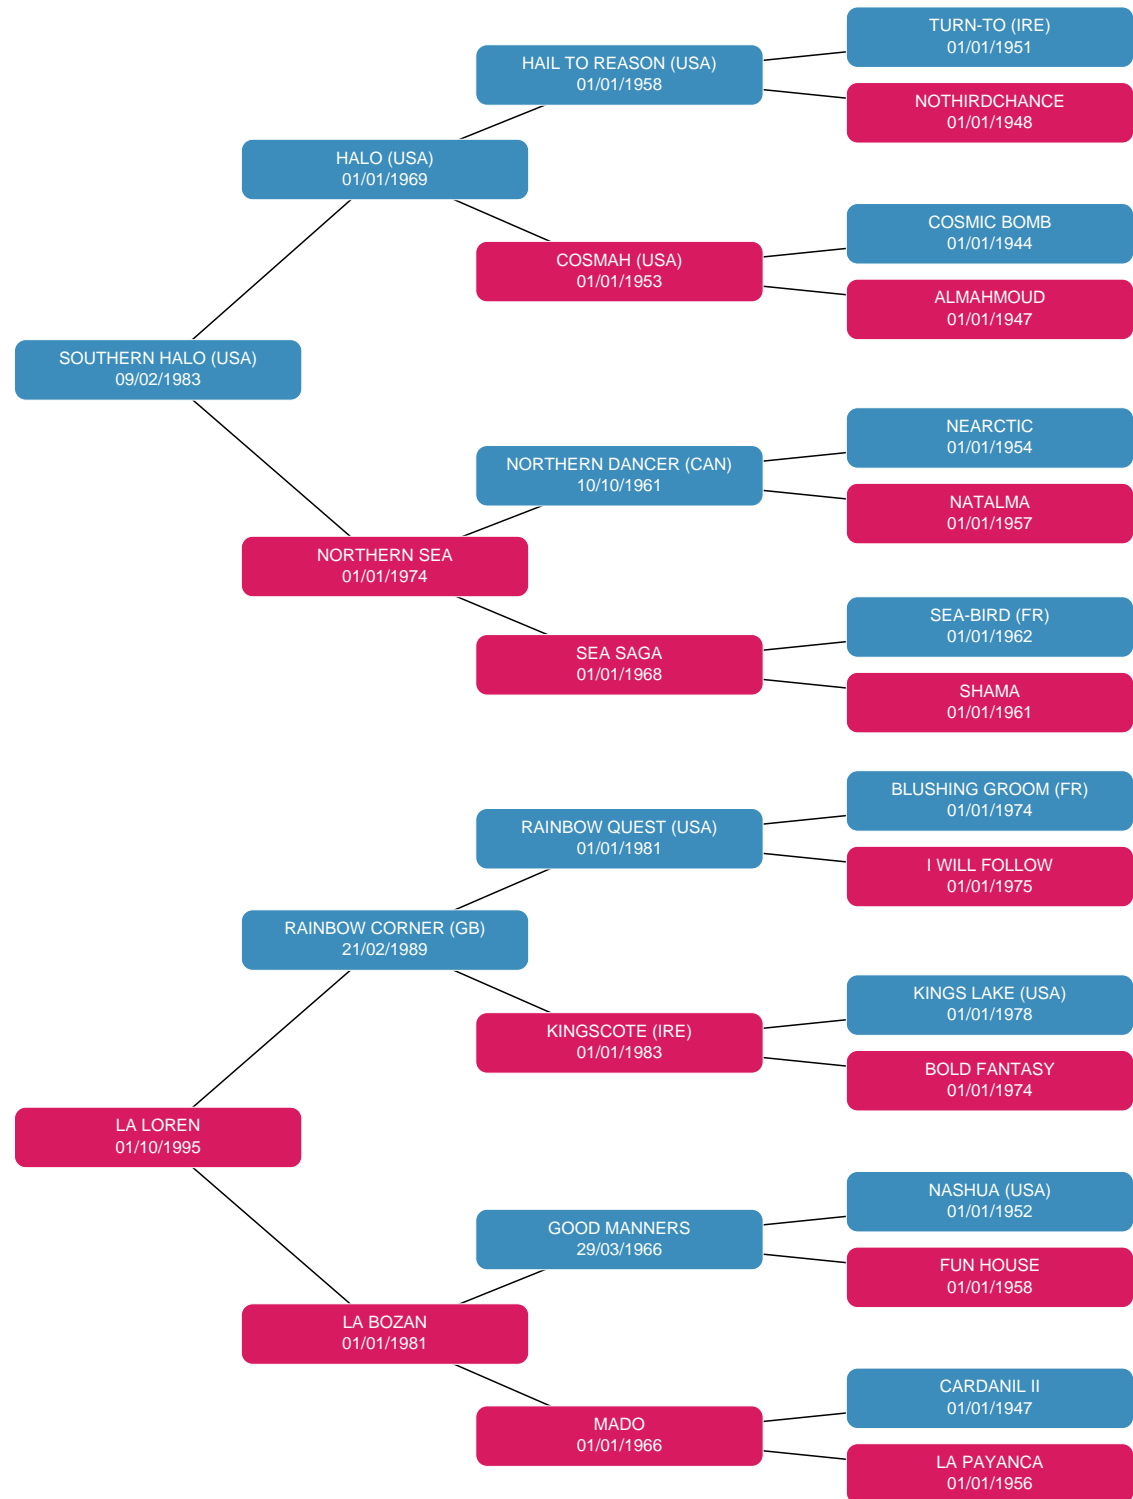 TURN-TO (IRE)
01/01/1951
HAIL TO REASON (USA)
01/01/1958
NOTHIRDCHANCE
01/01/1948
HALO (USA)
01/01/1969
COSMIC BOMB
01/01/1944
COSMAH (USA)
01/01/1953
ALMAHMOUD
01/01/1947
SOUTHERN HALO (USA)
09/02/1983
NEARCTIC
01/01/1954
NORTHERN DANCER (CAN)
10/10/1961
NATALMA
01/01/1957
NORTHERN SEA
01/01/1974
SEA-BIRD (FR)
01/01/1962
SEA SAGA
01/01/1968
SHAMA
01/01/1961
BLUSHING GROOM (FR)
01/01/1974
RAINBOW QUEST (USA)
01/01/1981
I WILL FOLLOW
01/01/1975
RAINBOW CORNER (GB)
21/02/1989
KINGS LAKE (USA)
01/01/1978
KINGSCOTE (IRE)
01/01/1983
BOLD FANTASY
01/01/1974
LA LOREN
01/10/1995
NASHUA (USA)
01/01/1952
GOOD MANNERS
29/03/1966
FUN HOUSE
01/01/1958
LA BOZAN
01/01/1981
CARDANIL II
01/01/1947
MADO
01/01/1966
LA PAYANCA
01/01/1956